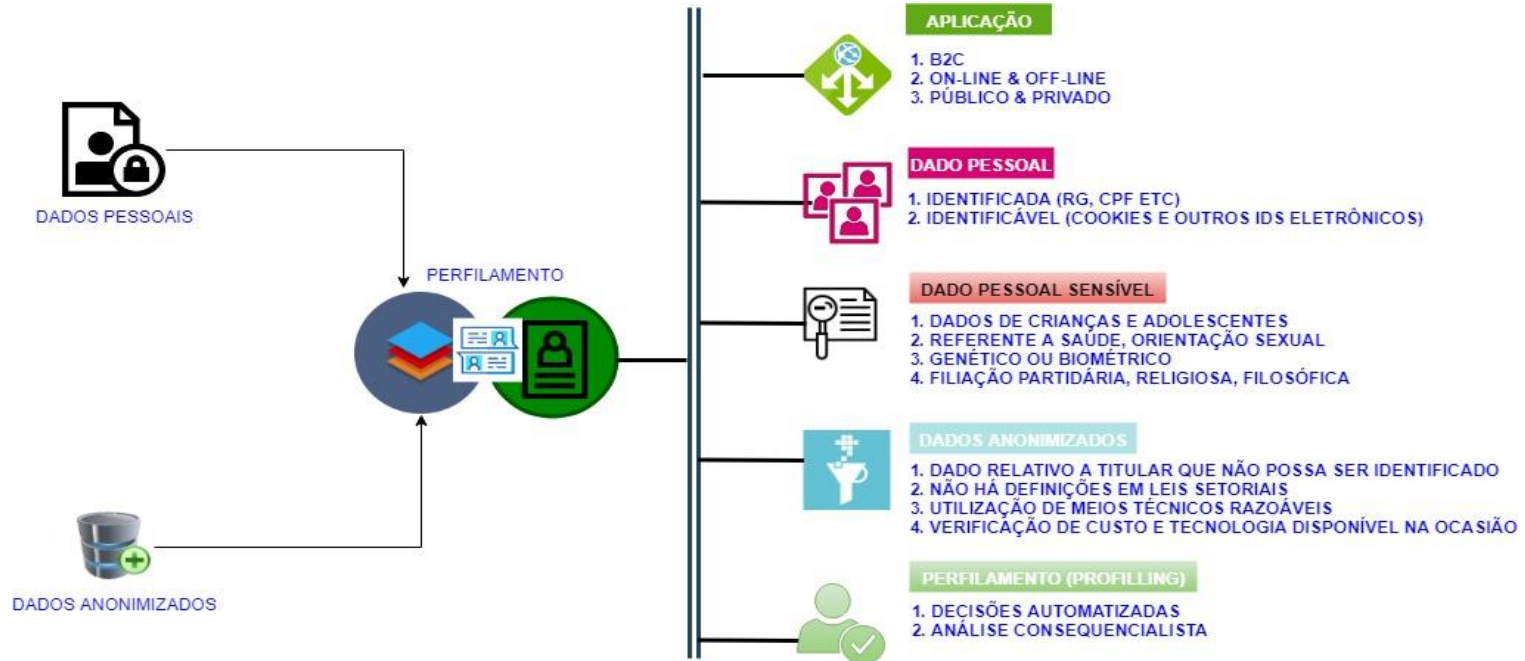 DADOS PESSOAIS
PERFILAMENTO
DADOS ANONIMIZADOS
APLICAÇÃO
1. B2C
2. ON-LINE & OFF-LINE
3. PÚBLICO & PRIVADO
DADO PESSOAL
1. IDENTIFICADA (RG, CPF ETC)
2. IDENTIFICÁVEL (COOKIES E OUTROS IDS ELETRÔNICOS)
DADO PESSOAL SENSÍVEL
1. DADOS DE CRIANÇAS E ADOLESCENTES
2. REFERENTE A SAÚDE, ORIENTAÇÃO SEXUAL
3. GENÉTICO OU BIOMÉTRICO
4. FILIAÇÃO PARTIDÁRIA, RELIGIOSA, FILOSÓFICA
DADOS ANONIMIZADOS
1. DADO RELATIVO A TITULAR QUE NÃO POSSA SER IDENTIFICADO
2. NÃO HÁ DEFINIÇÕES EM LEIS SETORIAIS
3. UTILIZAÇÃO DE MEIOS TÉCNICOS RAZOÁVEIS
4. VERIFICAÇÃO DE CUSTO E TECNOLOGIA DISPONÍVEL NA OCASIÃO
PERFILAMENTO (PROFILLING)
1. DECISÕES AUTOMATIZADAS
2. ANÁLISE CONSEQUENCIALISTA